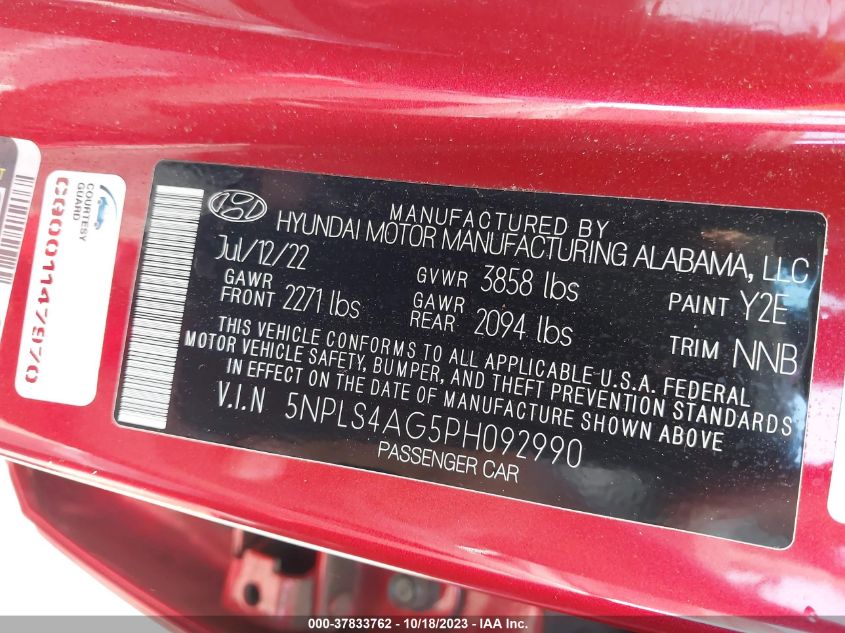 MANUFACTURED BY
HYUNDAI MOTOR MANUFACTURING ALABAMA, LLC
Jul/12/22
GVWR 3858 lbs
PAINT Y2E
GAWR FRONT 2271 lbs
GAWR REAR 2094 lbs
TRIM NNB
THIS VEHICLE CONFORMS TO ALL APPLICABLE U.S.A. FEDERAL
MOTOR VEHICLE SAFETY, BUMPER, AND THEFT PREVENTION STANDARDS
IN EFFECT ON THE DATE OF MANUFACTURE SHOWN ABOVE
V.I.N 5NPLS4AG5PH092990
PASSENGER CAR
COURTESY
GUARD
CG001147970
000-37833762 - 10/18/2023 - IAAI.com